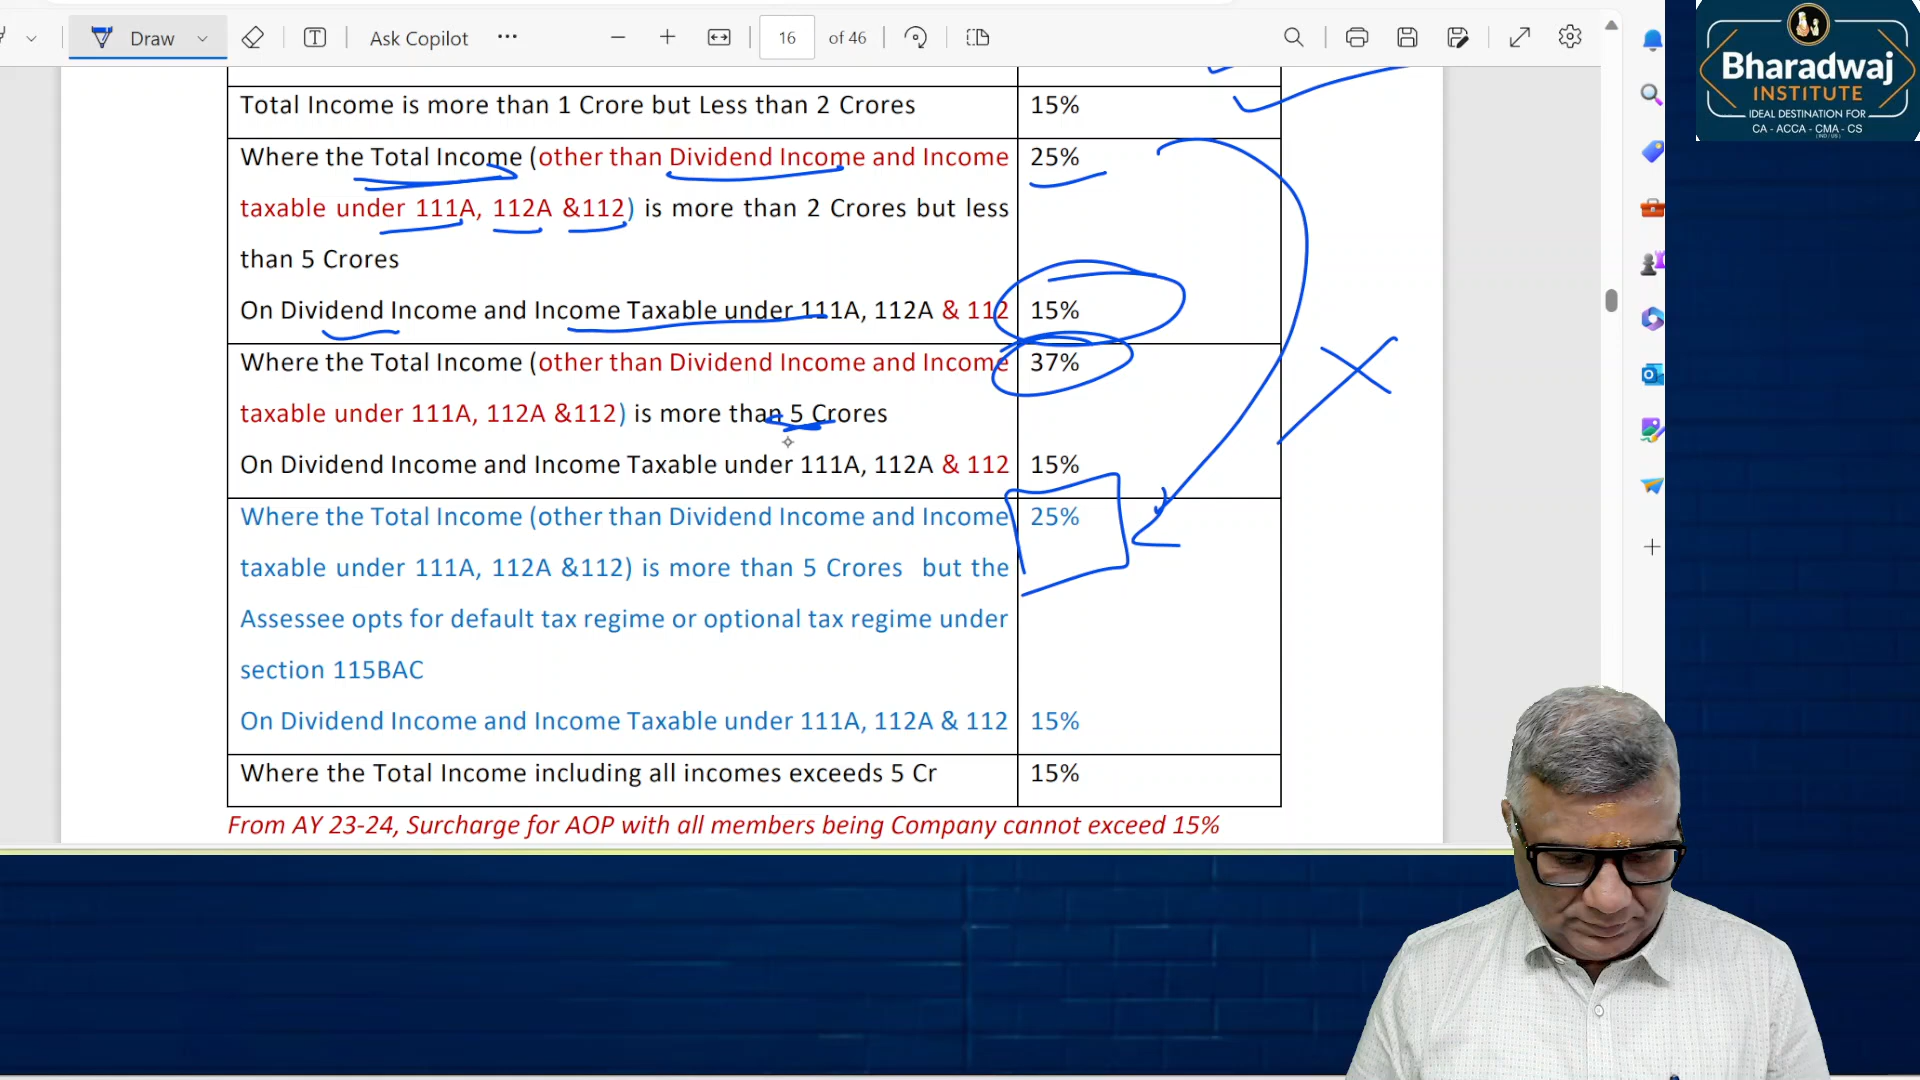 Draw
Ask Copilot
16 of 46
Bharadwaj
INSTITUTE
IDEAL DESTINATION FOR
CA - ACCA - CMA - CS
Total Income is more than 1 Crore but Less than 2 Crores 15%
Where the Total Income (other than Dividend Income and Income 25%
taxable under 111A, 112A &112) is more than 2 Crores but less
than 5 Crores
On Dividend Income and Income Taxable under 111A, 112A & 112 15%
Where the Total Income (other than Dividend Income and Income 37%
taxable under 111A, 112A &112) is more than 5 Crores
On Dividend Income and Income Taxable under 111A, 112A & 112 15%
Where the Total Income (other than Dividend Income and Income 25%
taxable under 111A, 112A &112) is more than 5 Crores but the
Assessee opts for default tax regime or optional tax regime under
section 115BAC
On Dividend Income and Income Taxable under 111A, 112A & 112 15%
Where the Total Income including all incomes exceeds 5 Cr 15%
From AY 23-24, Surcharge for AOP with all members being Company cannot exceed 15%